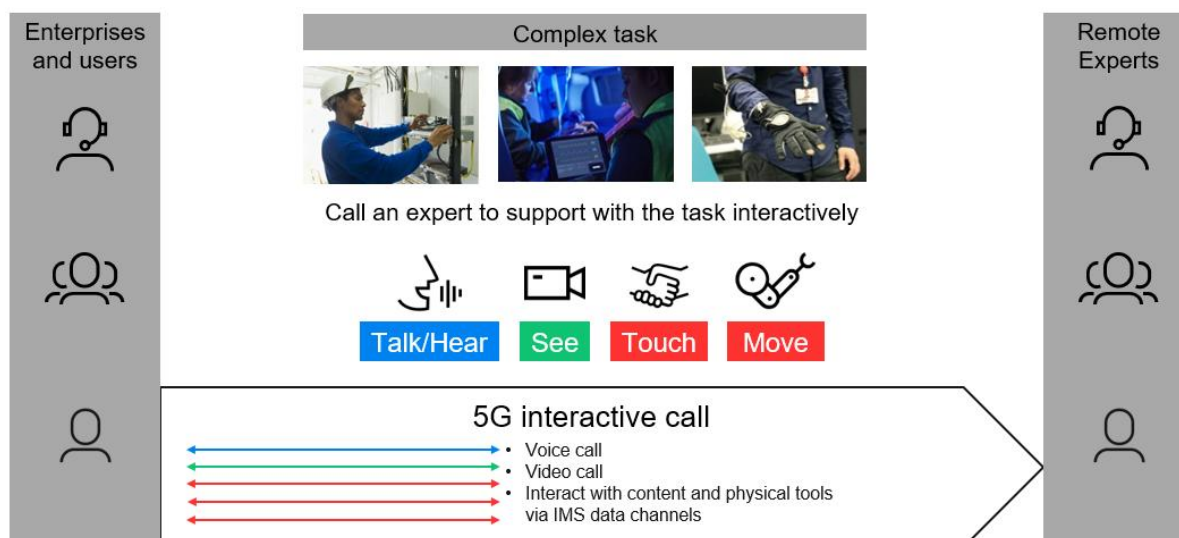 Enterprises
and users
Complex task
Remote
Experts
Call an expert to support with the task interactively
Talk/Hear
See
Touch
Move
5G interactive call
• Voice call
• Video call
• Interact with content and physical tools
via IMS data channels